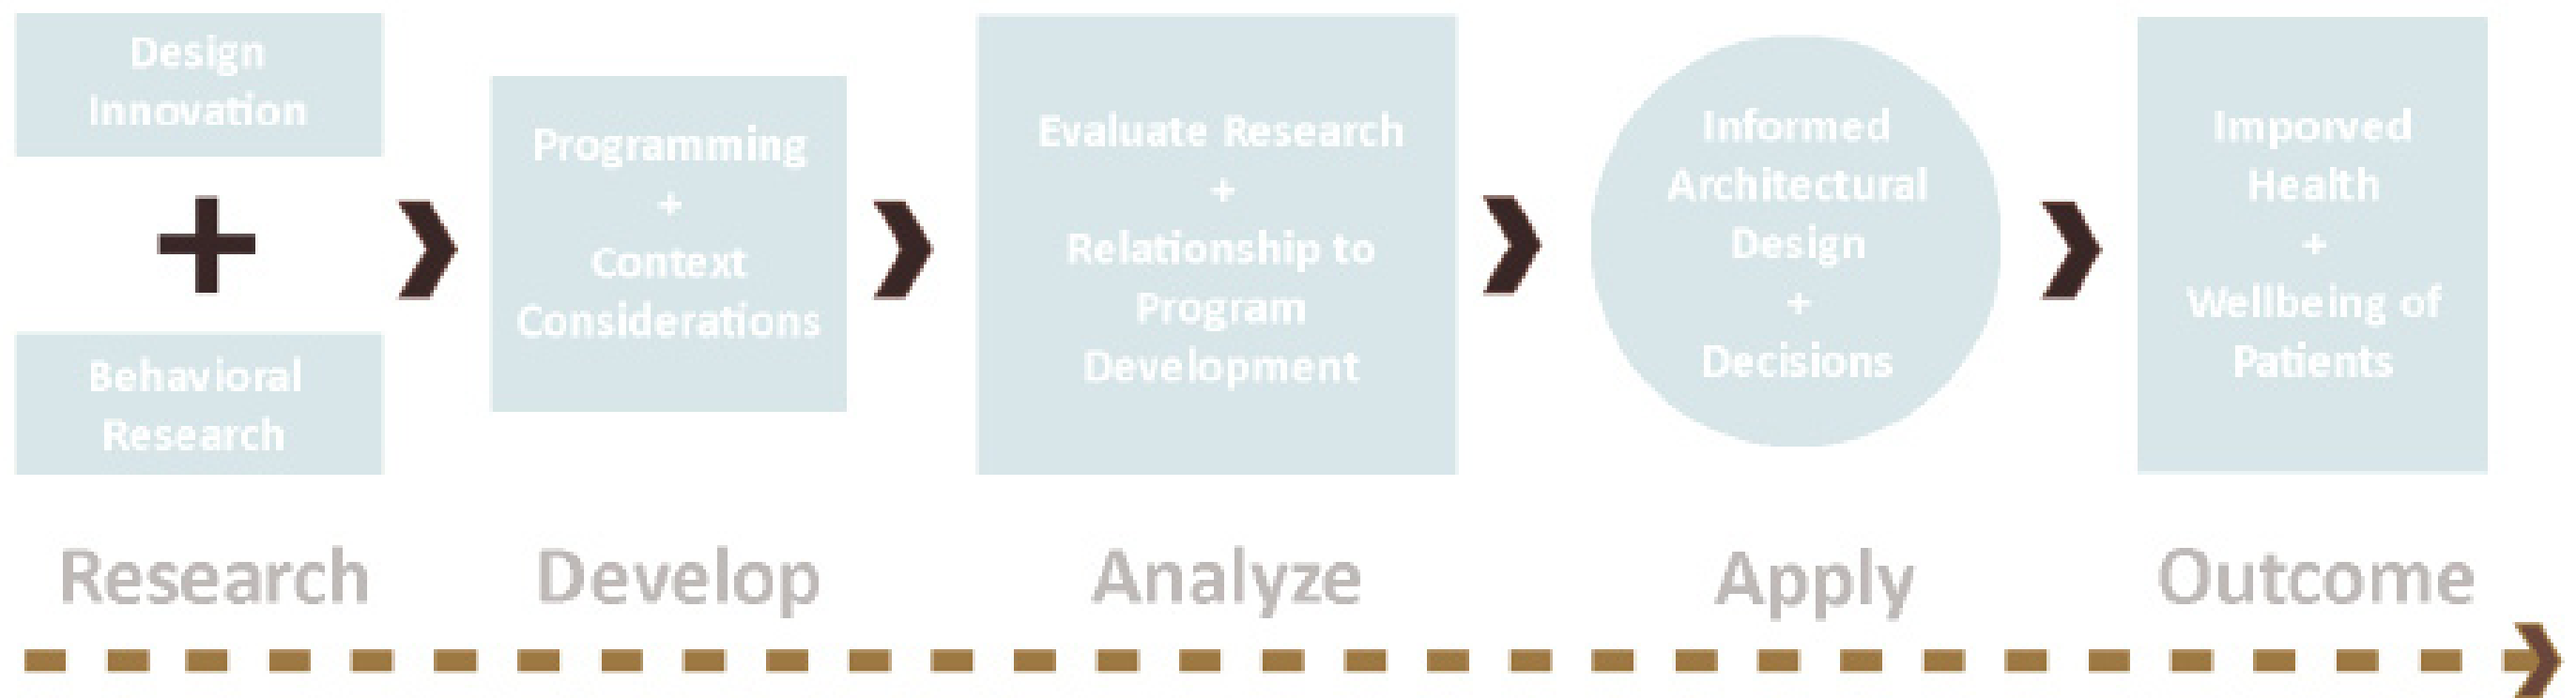 Design
Innovation
+
Behavioral
Research
Programming
+
Context
Considerations
Evaluate Research
+
Relationship to
Program
Development
Informed
Architectural
Design
+
Decisions
Imporved
Health
+
Wellbeing of
Patients
Research
Develop
Analyze
Apply
Outcome